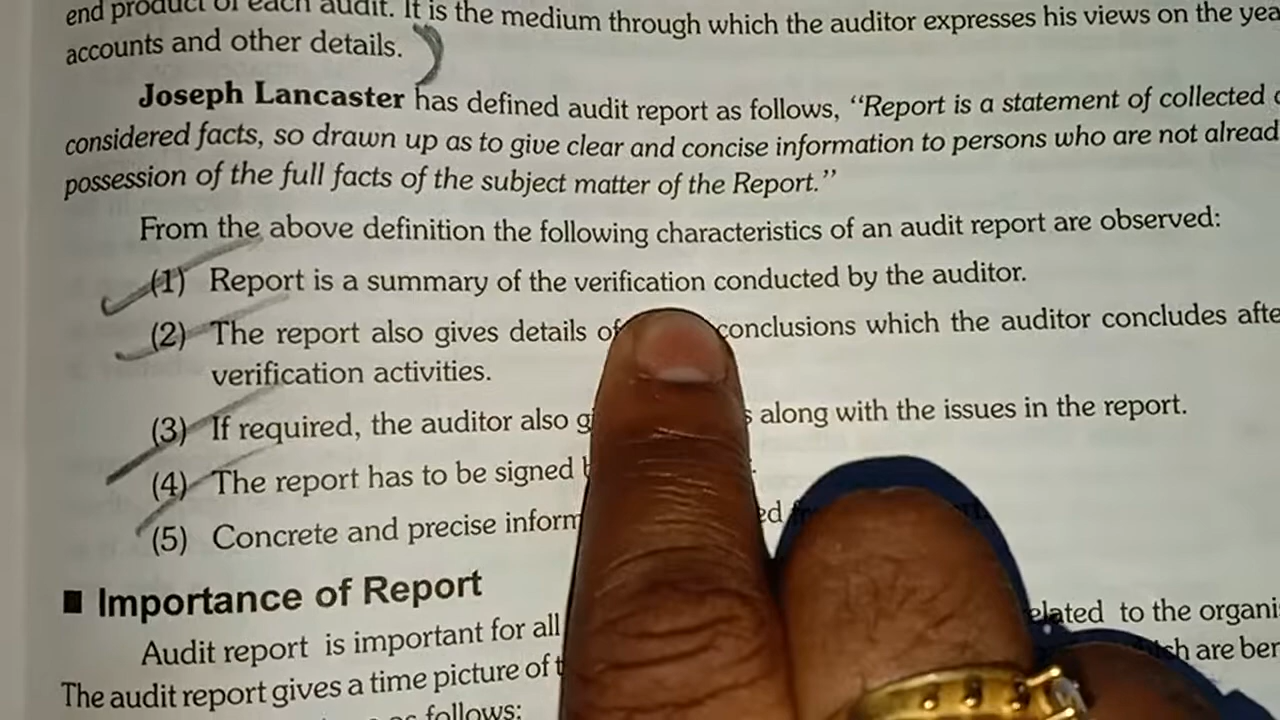 end product of each audit. It is the medium through which the auditor expresses his views on the
accounts and other details.
Joseph Lancaster has defined audit report as follows, “Report is a statement of collected
considered facts, so drawn up as to give clear and concise information to persons who are not
possession of the full facts of the subject matter of the Report.”
From the above definition the following characteristics of an audit report are observed:
(1) Report is a summary of the verification conducted by the auditor.
(2) The report also gives details of conclusions which the auditor concludes
verification activities.
(3) If required, the auditor also along with the issues in the report.
(4) The report has to be signed
(5) Concrete and precise
■ Importance of Report
Audit report is important for all to the
The audit report gives a time picture of are
follows: